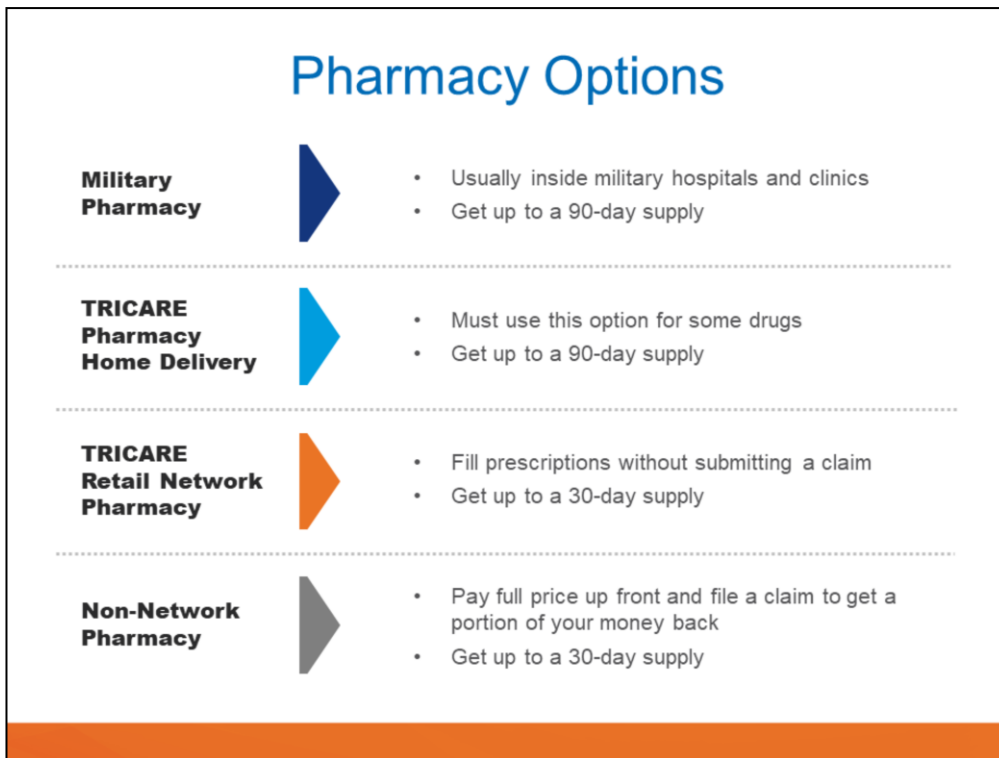 Pharmacy Options
Military
Pharmacy
• Usually inside military hospitals and clinics
• Get up to a 90-day supply
TRICARE
Pharmacy
Home Delivery
• Must use this option for some drugs
• Get up to a 90-day supply
TRICARE
Retail Network
Pharmacy
• Fill prescriptions without submitting a claim
• Get up to a 30-day supply
Non-Network
Pharmacy
• Pay full price up front and file a claim to get a
portion of your money back
• Get up to a 30-day supply